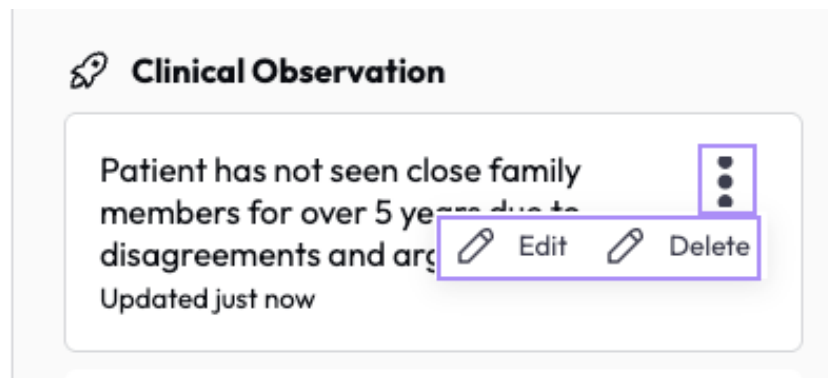 Clinical Observation
Patient has not seen close family
members for over 5 years due to
disagreements and
Edit Delete
Updated just now